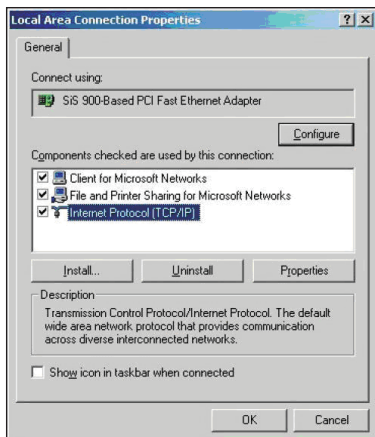 Local Area Connection Properties
General
Connect using:
SiS 900-Based PCI Fast Ethernet Adapter
Configure
Components checked are used by this connection:
Client for Microsoft Networks
File and Printer Sharing for Microsoft Networks
Internet Protocol (TCP/IP)
Install...
Uninstall
Properties
Description
Transmission Control Protocol/Internet Protocol. The default
wide area network protocol that provides communication
across diverse interconnected networks.
Show icon in taskbar when connected
OK
Cancel